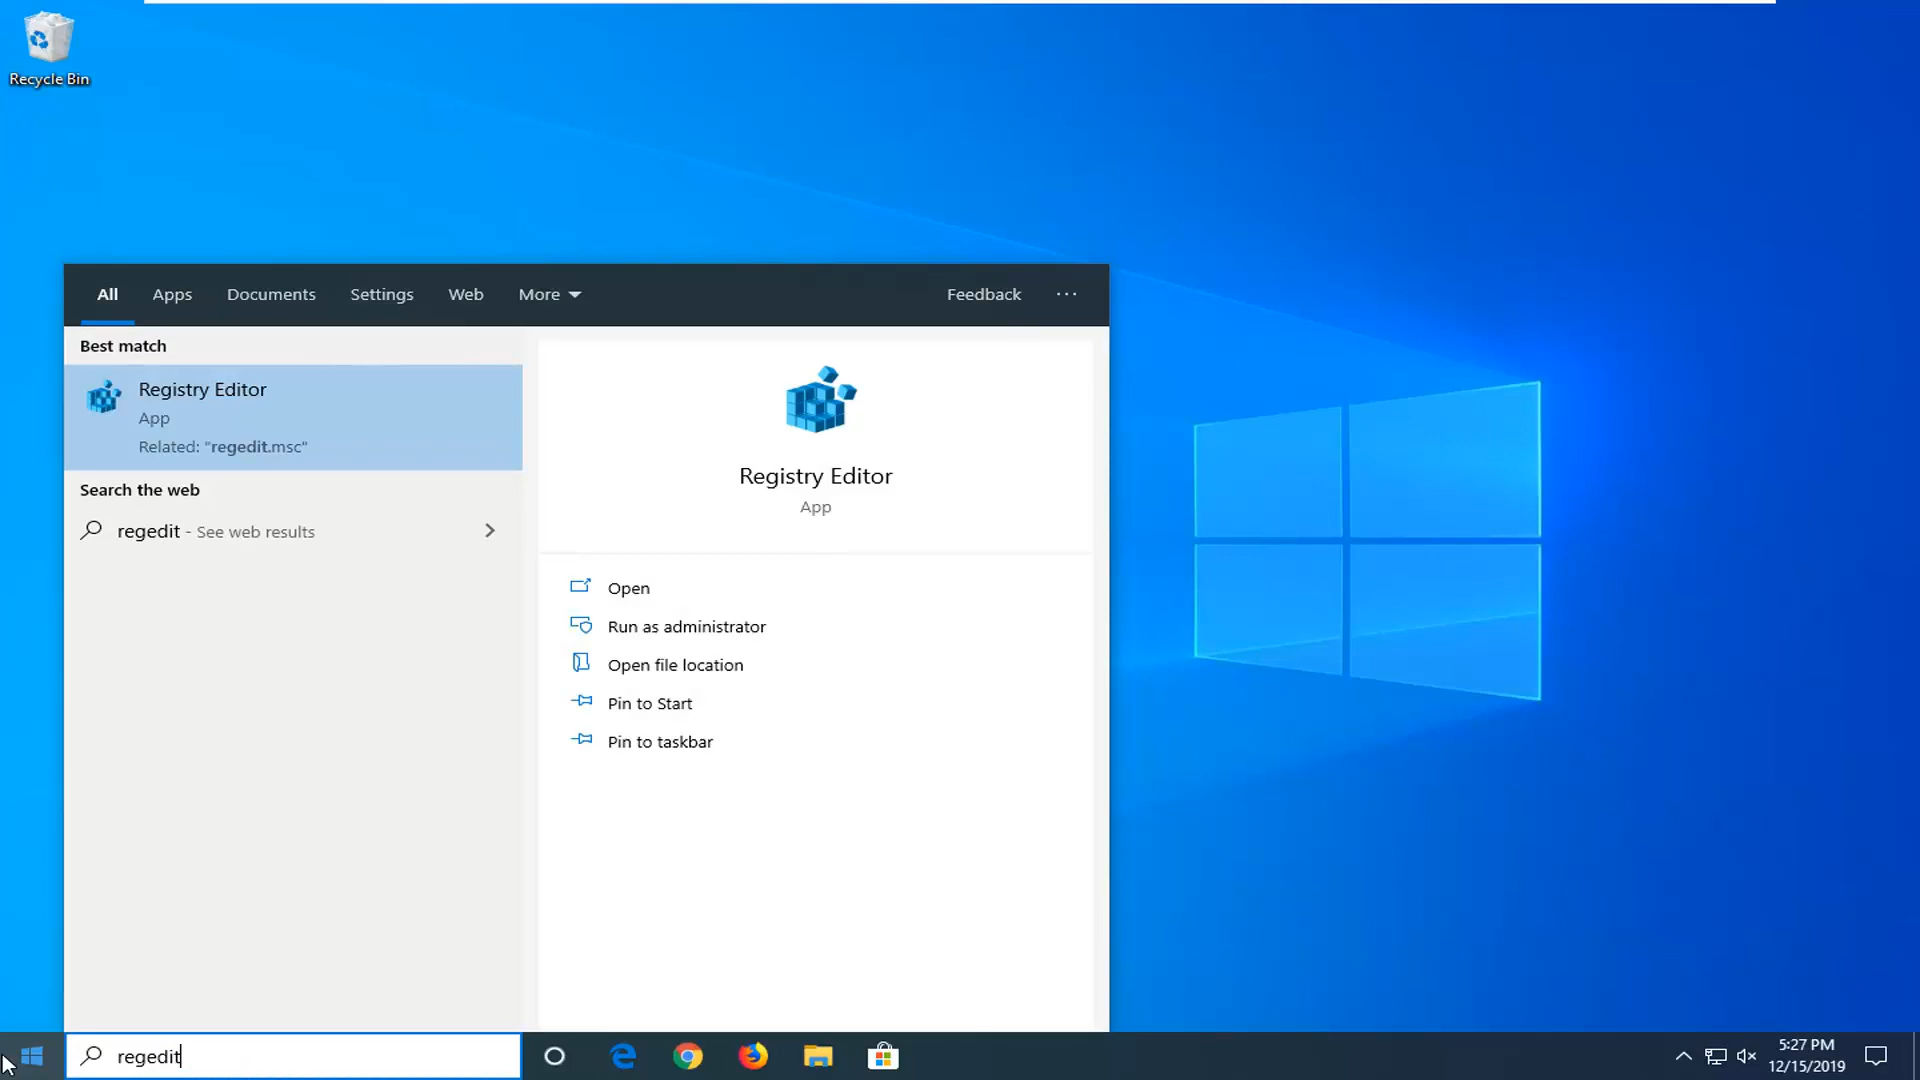 Recycle Bin
All Apps Documents Settings Web More Feedback ···
Best match
Registry Editor
App
Related: "regedit.msc"
Search the web
regedit - See web results
Registry Editor
App
Open
Run as administrator
Open file location
Pin to Start
Pin to taskbar
regedit
5:27 PM
12/15/2019